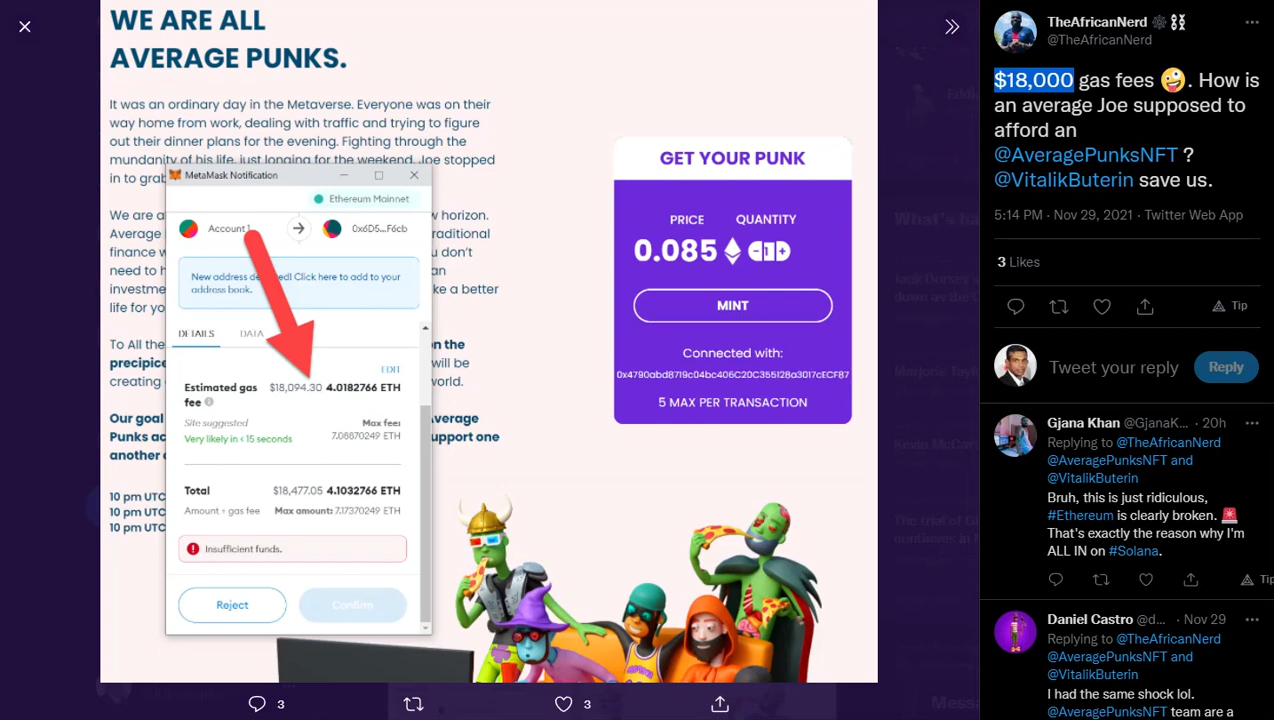 WE ARE ALL
AVERAGE PUNKS.
It was an ordinary day in the Metaverse. Everyone was on their
way home from work, dealing with traffic and trying to figure
out their dinner plans for the evening. Fighting through the
mundanity of his life, just longing for the weekend, Joe stopped
in to grab
We are a
w horizon.
Average
raditional
finance w
u don't
need to h
an
investme
ke a better
life for yo
To All the
on the
precipice
will be
creating
world.
Our goal
verage
Punks ac
upport one
another
10 pm UTC
10 pm UTC
10 pm UTC
MetaMask Notification
Ethereum Mainnet
Account 1
0x6D5...F6cb
New address de ed! Click here to add to your
address book.
DETAILS DATA
EDIT
Estimated gas $18,094.30 4.0182766 ETH
fee
Site suggested Max fee:
Very likely in < 15 seconds 7.08870249 ETH
Total $18,477.05 4.1032766 ETH
Amount + gas fee Max amount: 7.17370249 ETH
Insufficient funds.
Reject Confirm
GET YOUR PUNK
PRICE QUANTITY
0.085 - 1 +
MINT
Connected with:
0x4790abd8719c04bc406C20C355128a3017cECF87
5 MAX PER TRANSACTION
3
3
TheAfricanNerd
@TheAfricanNerd
$18,000 gas fees 🤪. How is
an average Joe supposed to
afford an
@AveragePunksNFT ?
@VitalikButerin save us.
5:14 PM · Nov 29, 2021 · Twitter Web App
3 Likes
Tip
Tweet your reply
Reply
Gjana Khan @GjanaK... · 20h
Replying to @TheAfricanNerd
@AveragePunksNFT and
@VitalikButerin
Bruh, this is just ridiculous,
#Ethereum is clearly broken. 🚨
That's exactly the reason why I'm
ALL IN on #Solana.
Tip
Daniel Castro @d... · Nov 29
Replying to @TheAfricanNerd
@AveragePunksNFT and
@VitalikButerin
I had the same shock lol.
@AveragePunksNFT team are a